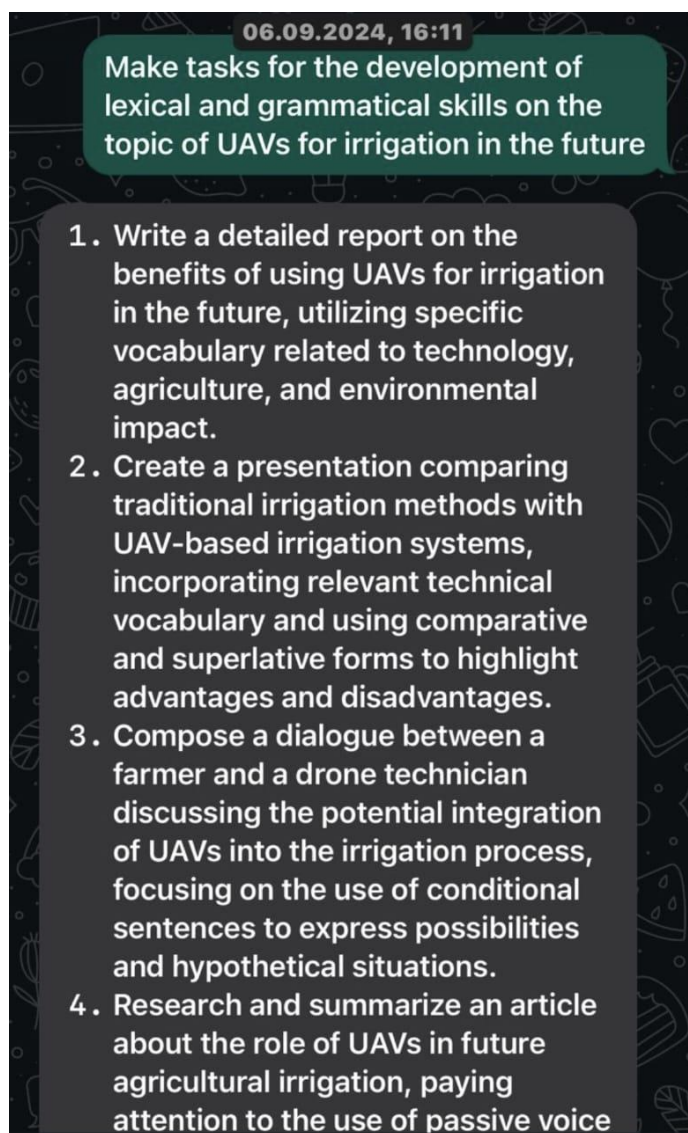 06.09.2024, 16:11
Make tasks for the development of
lexical and grammatical skills on the
topic of UAVs for irrigation in the future
1. Write a detailed report on the
benefits of using UAVs for irrigation
in the future, utilizing specific
vocabulary related to technology,
agriculture, and environmental
impact.
2. Create a presentation comparing
traditional irrigation methods with
UAV-based irrigation systems,
incorporating relevant technical
vocabulary and using comparative
and superlative forms to highlight
advantages and disadvantages.
3. Compose a dialogue between a
farmer and a drone technician
discussing the potential integration
of UAVs into the irrigation process,
focusing on the use of conditional
sentences to express possibilities
and hypothetical situations.
4. Research and summarize an article
about the role of UAVs in future
agricultural irrigation, paying
attention to the use of passive voice